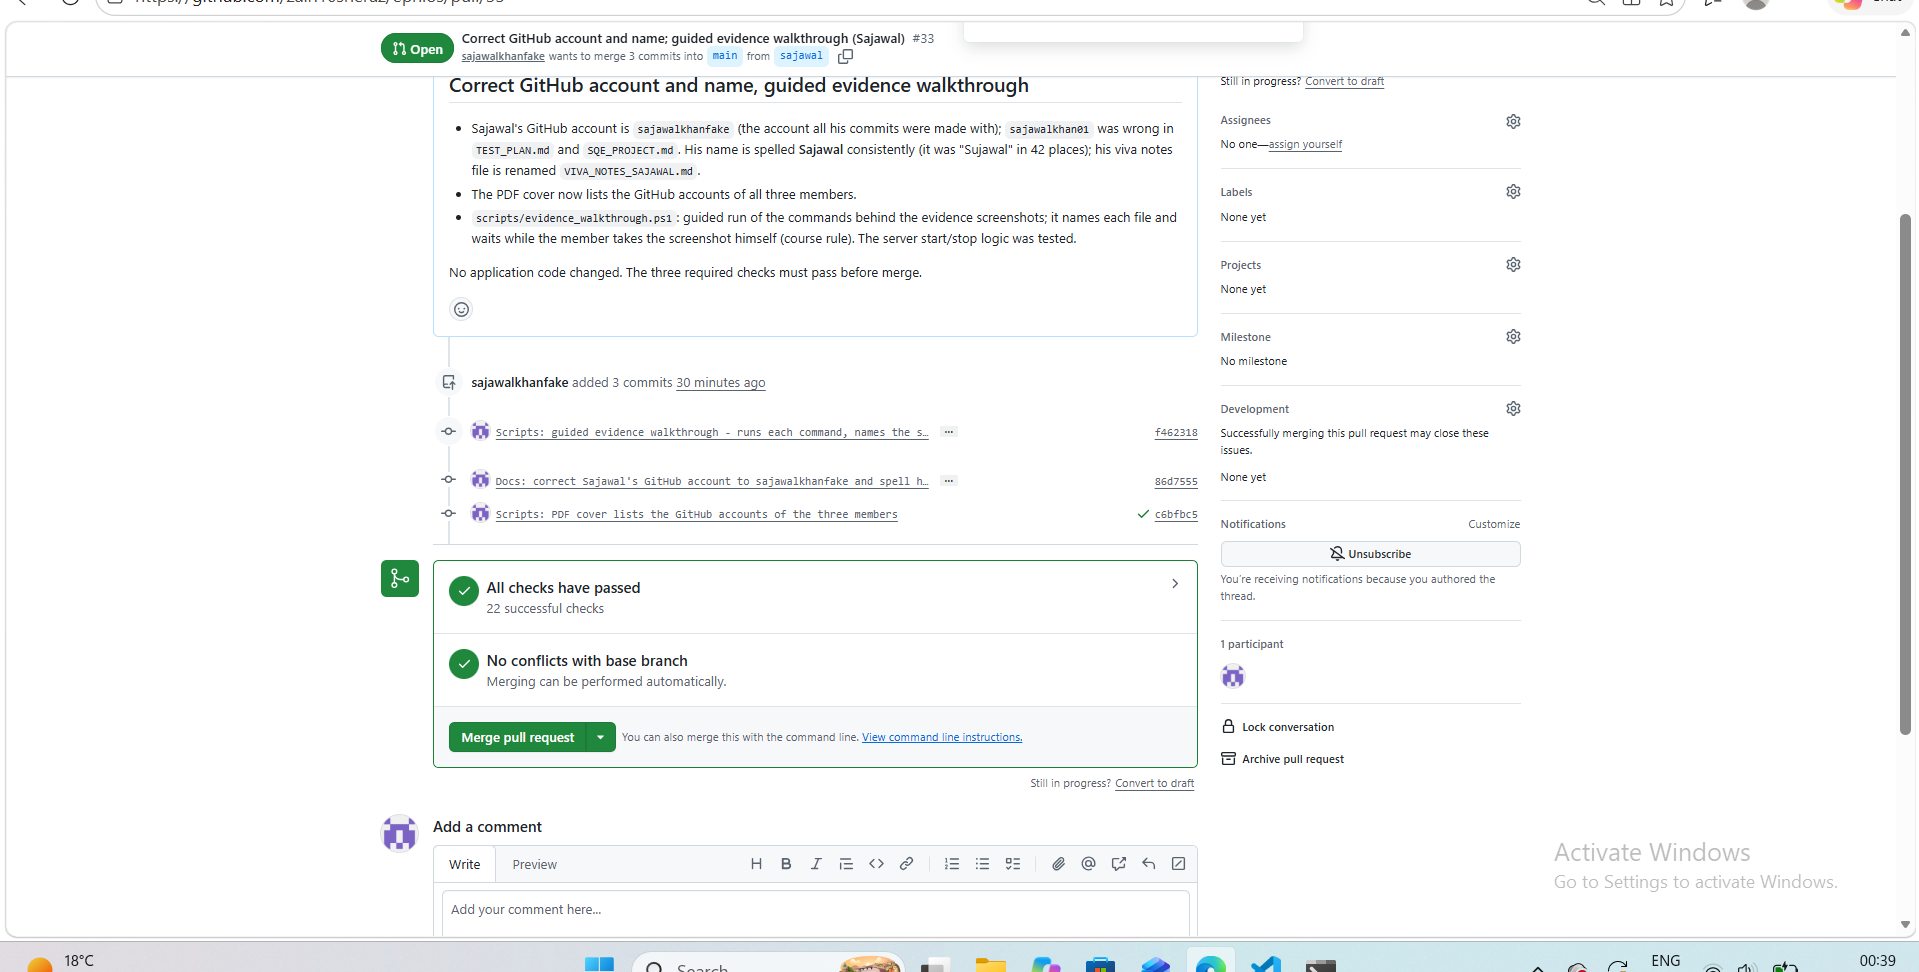 Open
Correct GitHub account and name; guided evidence walkthrough (Sajawal) #33
sajawalkhanfake wants to merge 3 commits into main from sajawal
Correct GitHub account and name, guided evidence walkthrough
Sajawal's GitHub account is sajawalkhanfake (the account all his commits were made with); sajawalkhan01 was wrong in
TEST_PLAN.md and SQE_PROJECT.md. His name is spelled Sajawal consistently (it was "Sujawal" in 42 places); his viva notes
file is renamed VIVA_NOTES_SAJAWAL.md.
The PDF cover now lists the GitHub accounts of all three members.
scripts/evidence_walkthrough.ps1: guided run of the commands behind the evidence screenshots; it names each file and
waits while the member takes the screenshot himself (course rule). The server start/stop logic was tested.
No application code changed. The three required checks must pass before merge.
sajawalkhanfake added 3 commits 30 minutes ago
Scripts: guided evidence walkthrough - runs each command, names the s… ...
f462318
Docs: correct Sajawal's GitHub account to sajawalkhanfake and spell h… ...
86d7555
Scripts: PDF cover lists the GitHub accounts of the three members
c6bfbc5
All checks have passed
22 successful checks
No conflicts with base branch
Merging can be performed automatically.
Merge pull request
You can also merge this with the command line. View command line instructions.
Still in progress? Convert to draft
Add a comment
Write
Preview
Add your comment here...
Still in progress? Convert to draft
Assignees
No one—assign yourself
Labels
None yet
Projects
None yet
Milestone
No milestone
Development
Successfully merging this pull request may close these
issues.
None yet
Notifications
Customize
Unsubscribe
You're receiving notifications because you authored the
thread.
1 participant
Lock conversation
Archive pull request
Activate Windows
Go to Settings to activate Windows.
18°C
Search
ENG
00:39